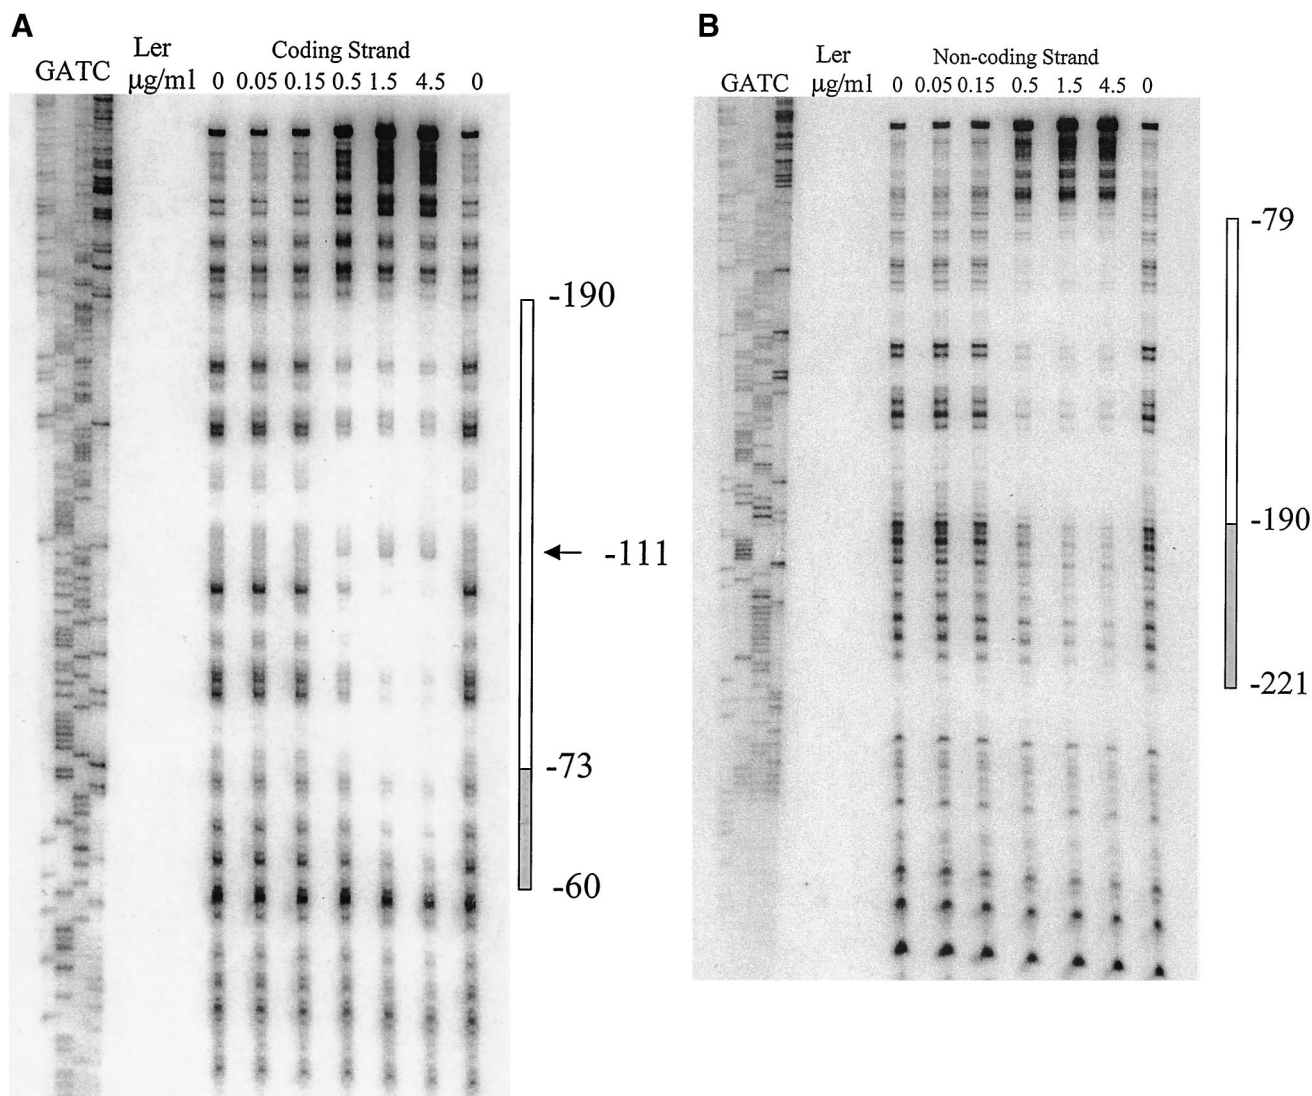 A
Ler
Coding Strand
GATC
μg/ml
0 0.05 0.15 0.5 1.5 4.5 0
-190
-111
-73
-60
B
Ler
Non-coding Strand
GATC
μg/ml
0 0.05 0.15 0.5 1.5 4.5 0
-79
-190
-221